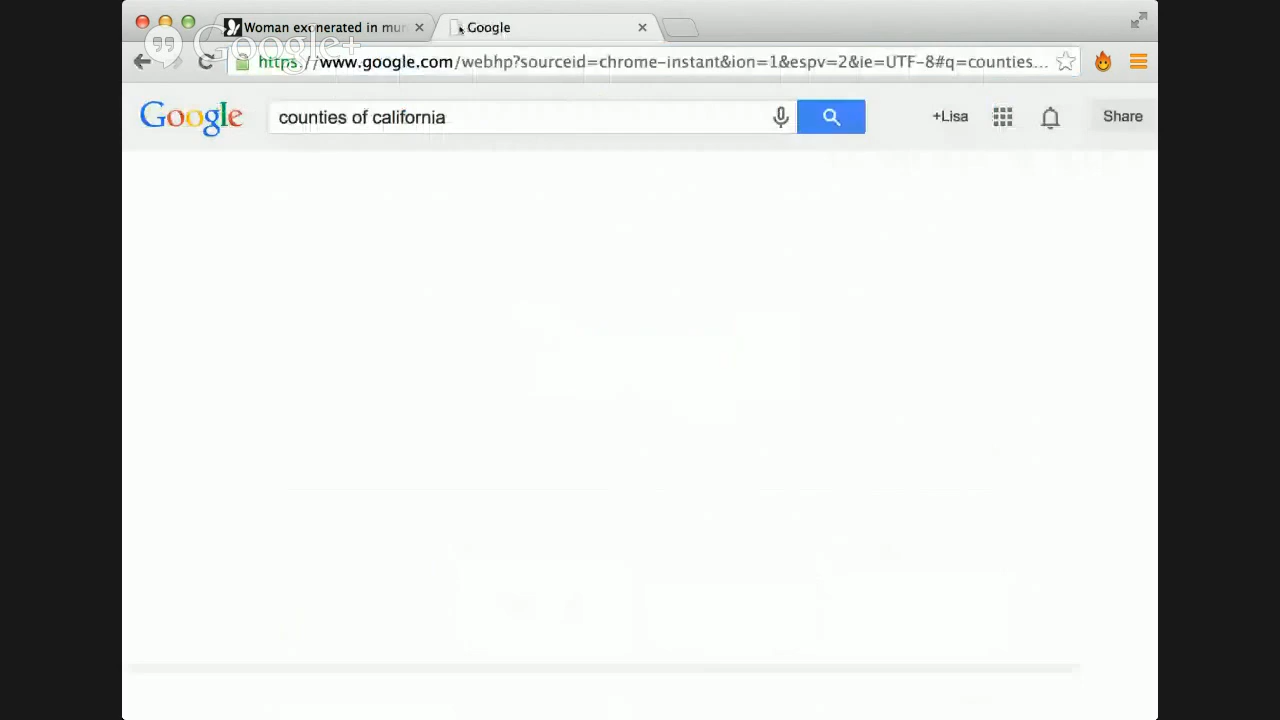 Woman exonerated in mur
Google
Google+
https://www.google.com/webhp?sourceid=chrome-instant&ion=1&espv=2&ie=UTF-8#q=counties...
Google
counties of california
+Lisa
Share